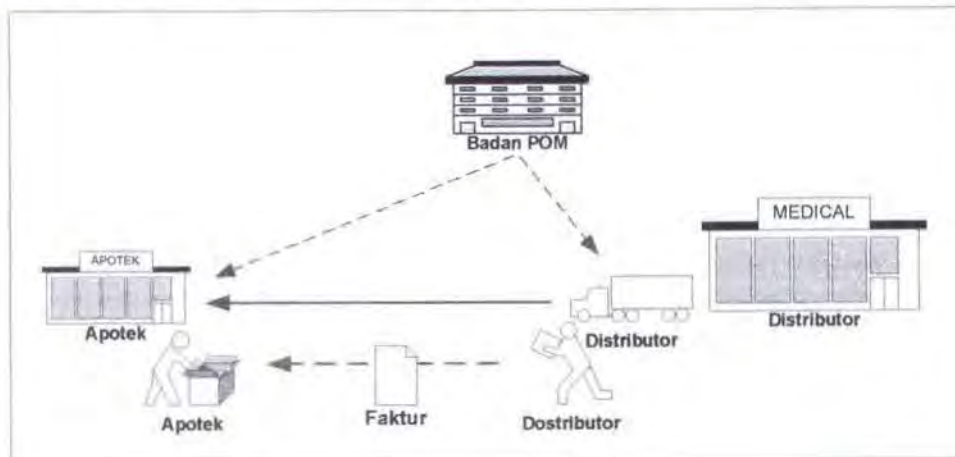 Badan POM
MEDICAL
APOTEK
Apotek
Distributor
Distributor
Apotek
Faktur
Dostributor